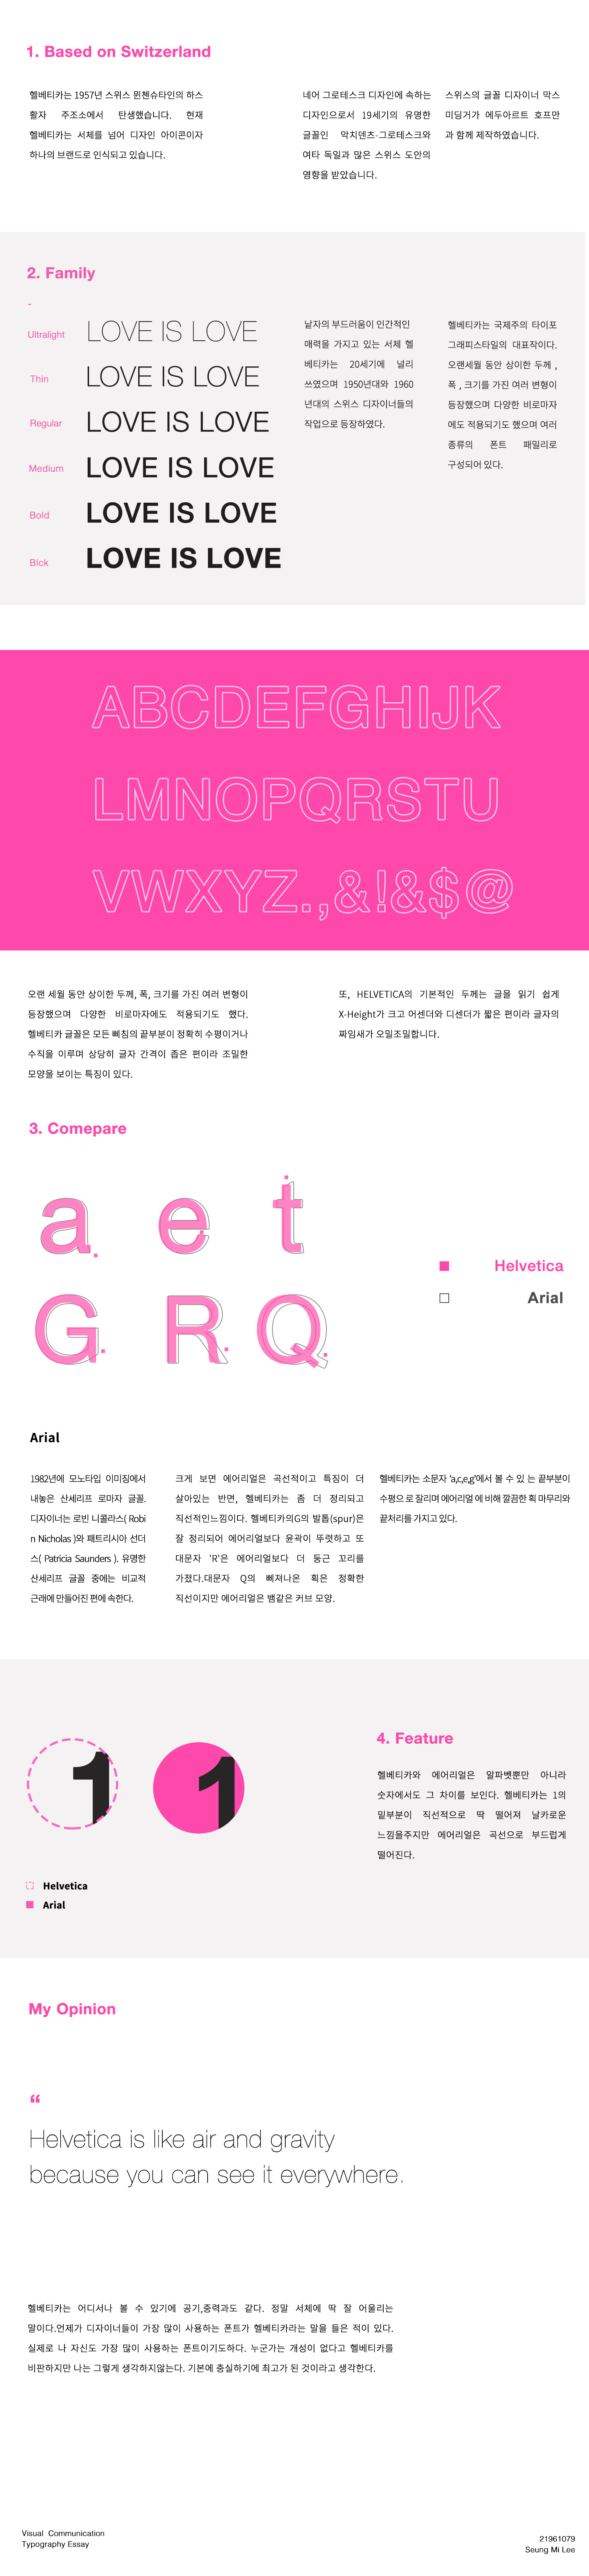 1. Based on Switzerland
헬베티카는 1957년 스위스 뮌첸슈타인의 하스
활자 주조소에서 탄생했습니다. 현재
헬베티카는 서체를 넘어 디자인 아이콘이자
하나의 브랜드로 인식되고 있습니다.
네어 그로테스크 디자인에 속하는
디자인으로서 19세기의 유명한
글꼴인 악치덴츠-그로테스크와
여타 독일과 많은 스위스 도안의
영향을 받았습니다.
스위스의 글꼴 디자이너 막스
미딩거가 에두아르트 호프만
과 함께 제작하였습니다.
2. Family
-
Ultralight LOVE IS LOVE
Thin LOVE IS LOVE
Regular LOVE IS LOVE
Medium LOVE IS LOVE
Bold LOVE IS LOVE
Blck LOVE IS LOVE
낱자의 부드러움이 인간적인
매력을 가지고 있는 서체 헬
베티카는 20세기에 널리
쓰였으며 1950년대와 1960
년대의 스위스 디자이너들의
작업으로 등장하였다.
헬베티카는 국제주의 타이포
그래피스타일의 대표작이다.
오랜세월 동안 상이한 두께 ,
폭 , 크기를 가진 여러 변형이
등장했으며 다양한 비로마자
에도 적용되기도 했으며 여러
종류의 폰트 패밀리로
구성되어 있다.
ABCDEFGHIJK
LMNOPQRSTU
VWXYZ.,&!&$@
오랜 세월 동안 상이한 두께, 폭, 크기를 가진 여러 변형이
등장했으며 다양한 비로마자에도 적용되기도 했다.
헬베티카 글꼴은 모든 삐침의 끝부분이 정확히 수평이거나
수직을 이루며 상당히 글자 간격이 좁은 편이라 조밀한
모양을 보이는 특징이 있다.
또, HELVETICA의 기본적인 두께는 글을 읽기 쉽게
X-Height가 크고 어센더와 디센더가 짧은 편이라 글자의
짜임새가 오밀조밀합니다.
3. Comepare
a e t
G R Q
Helvetica
Arial
Arial
1982년에 모노타입 이미징에서
내놓은 산세리프 로마자 글꼴.
디자이너는 로빈 니콜라스( Robi
n Nicholas )와 패트리시아 선더
스( Patricia Saunders ). 유명한
산세리프 글꼴 중에는 비교적
근래에 만들어진 편에 속한다.
크게 보면 에어리얼은 곡선적이고 특징이 더
살아있는 반면, 헬베티카는 좀 더 정리되고
직선적인느낌이다. 헬베티카의G의 발톱(spur)은
잘 정리되어 에어리얼보다 윤곽이 뚜렷하고 또
대문자 'R'은 에어리얼보다 더 둥근 꼬리를
가졌다.대문자 Q의 삐져나온 획은 정확한
직선이지만 에어리얼은 뱀같은 커브 모양.
헬베티카는 소문자 'a,c,e,g'에서 볼 수 있 는 끝부분이
수평으 로 잘리며 에어리얼 에 비해 깔끔한 획 마무리와
끝처리를 가지고 있다.
1 1
Helvetica
Arial
4. Feature
헬베티카와 에어리얼은 알파벳뿐만 아니라
숫자에서도 그 차이를 보인다. 헬베티카는 1의
밑부분이 직선적으로 딱 떨어져 날카로운
느낌을주지만 에어리얼은 곡선으로 부드럽게
떨어진다.
My Opinion
“
Helvetica is like air and gravity
because you can see it everywhere.
헬베티카는 어디서나 볼 수 있기에 공기,중력과도 같다. 정말 서체에 딱 잘 어울리는
말이다.언젠가 디자이너들이 가장 많이 사용하는 폰트가 헬베티카라는 말을 들은 적이 있다.
실제로 나 자신도 가장 많이 사용하는 폰트이기도하다. 누군가는 개성이 없다고 헬베티카를
비판하지만 나는 그렇게 생각하지않는다. 기본에 충실하기에 최고가 된 것이라고 생각한다.
Visual Communication
Typography Essay
21961079
Seung Mi Lee